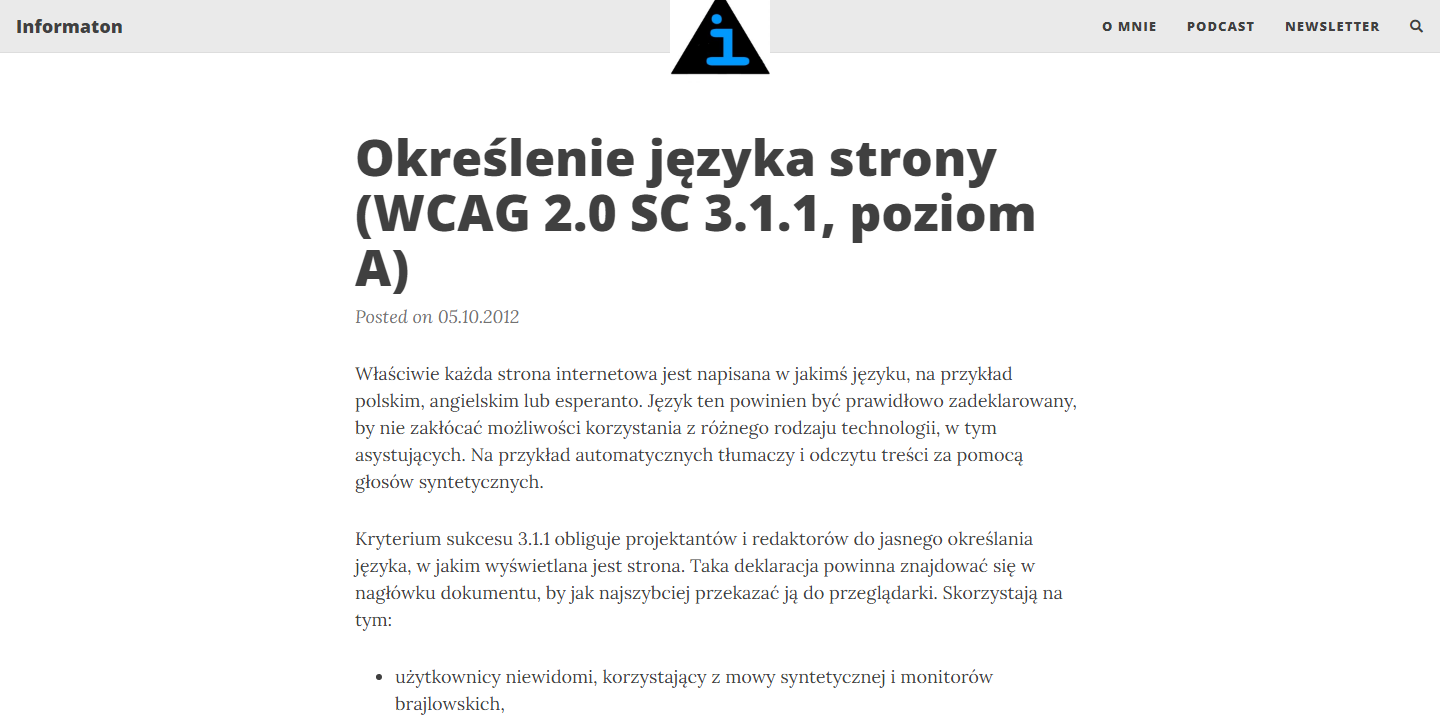 Informaton
i
O MNIE
PODCAST
NEWSLETTER
Określenie języka strony
(WCAG 2.0 SC 3.1.1, poziom
A)
Posted on 05.10.2012
Właściwie każda strona internetowa jest napisana w jakimś języku, na przykład
polskim, angielskim lub esperanto. Język ten powinien być prawidłowo zadeklarowany,
by nie zakłócać możliwości korzystania z różnego rodzaju technologii, w tym
asystujących. Na przykład automatycznych tłumaczy i odczytu treści za pomocą
głosów syntetycznych.
Kryterium sukcesu 3.1.1 obliguje projektantów i redaktorów do jasnego określania
języka, w jakim wyświetlana jest strona. Taka deklaracja powinna znajdować się w
nagłówku dokumentu, by jak najszybciej przekazać ją do przeglądarki. Skorzystają na
tym:
• użytkownicy niewidomi, korzystający z mowy syntetycznej i monitorów
brajlowskich,